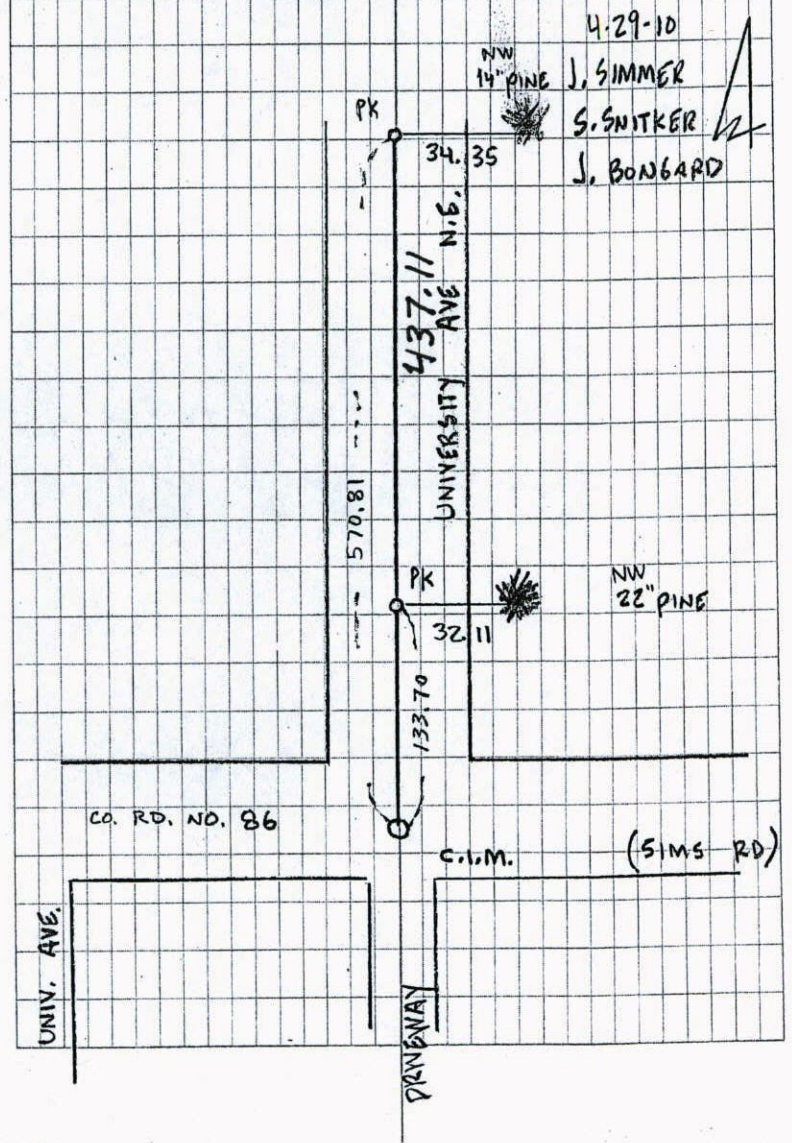 4-29-10
NW
14" PINE
J. SIMMER
PK
S. SNITKER
34.35
J. BONGARD
437.11
UNIVERSITY AVE N.E.
570.81
PK
NW
22" PINE
32.11
133.70
CO. RD. NO. 86
C.I.M.
(SIMS RD)
UNIV. AVE.
DRIVEWAY